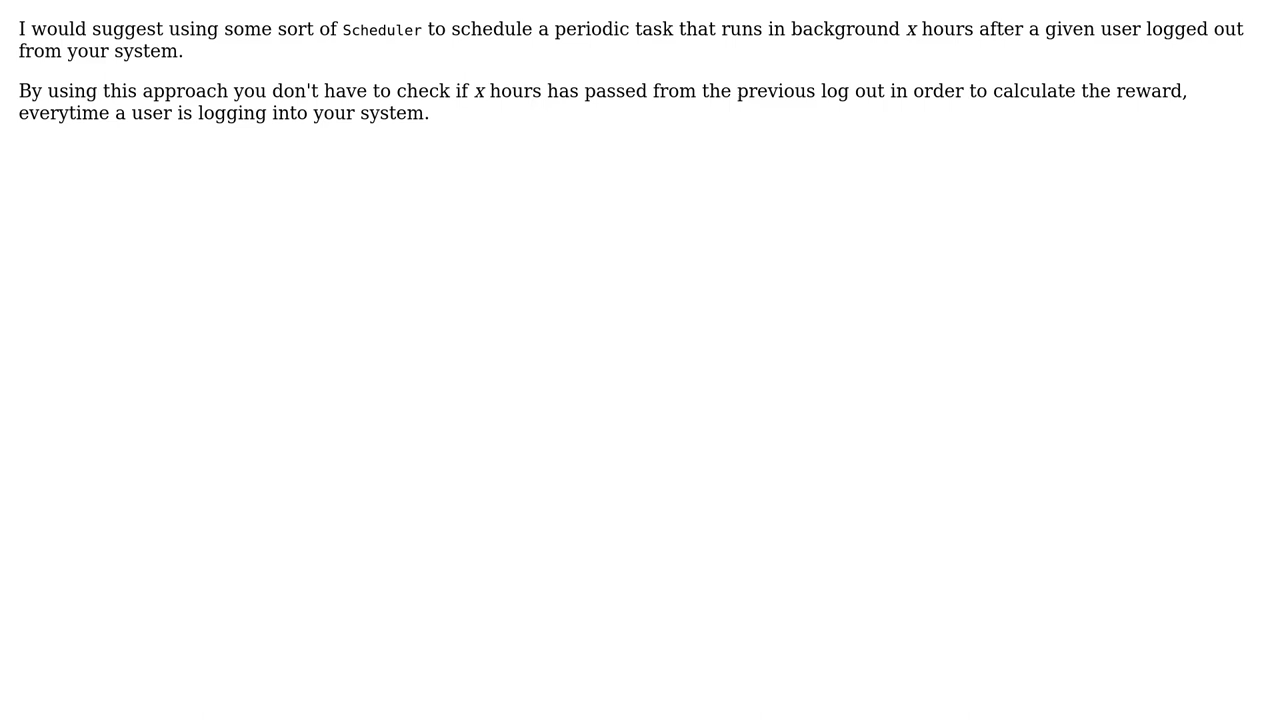 I would suggest using some sort of Scheduler to schedule a periodic task that runs in background x hours after a given user logged out
from your system.
By using this approach you don't have to check if x hours has passed from the previous log out in order to calculate the reward,
everytime a user is logging into your system.